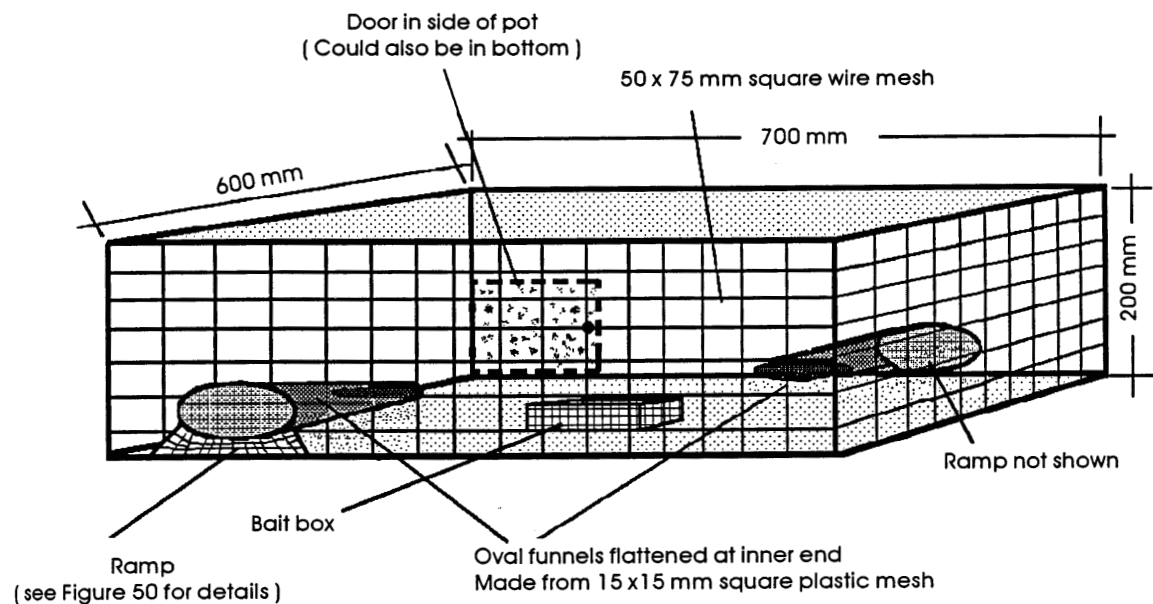 Door in side of pot
( Could also be in bottom )
50 x 75 mm square wire mesh
700 mm
600 mm
200 mm
Ramp not shown
Bait box
Oval funnels flattened at inner end
Made from 15 x15 mm square plastic mesh
Ramp
( see Figure 50 for details )